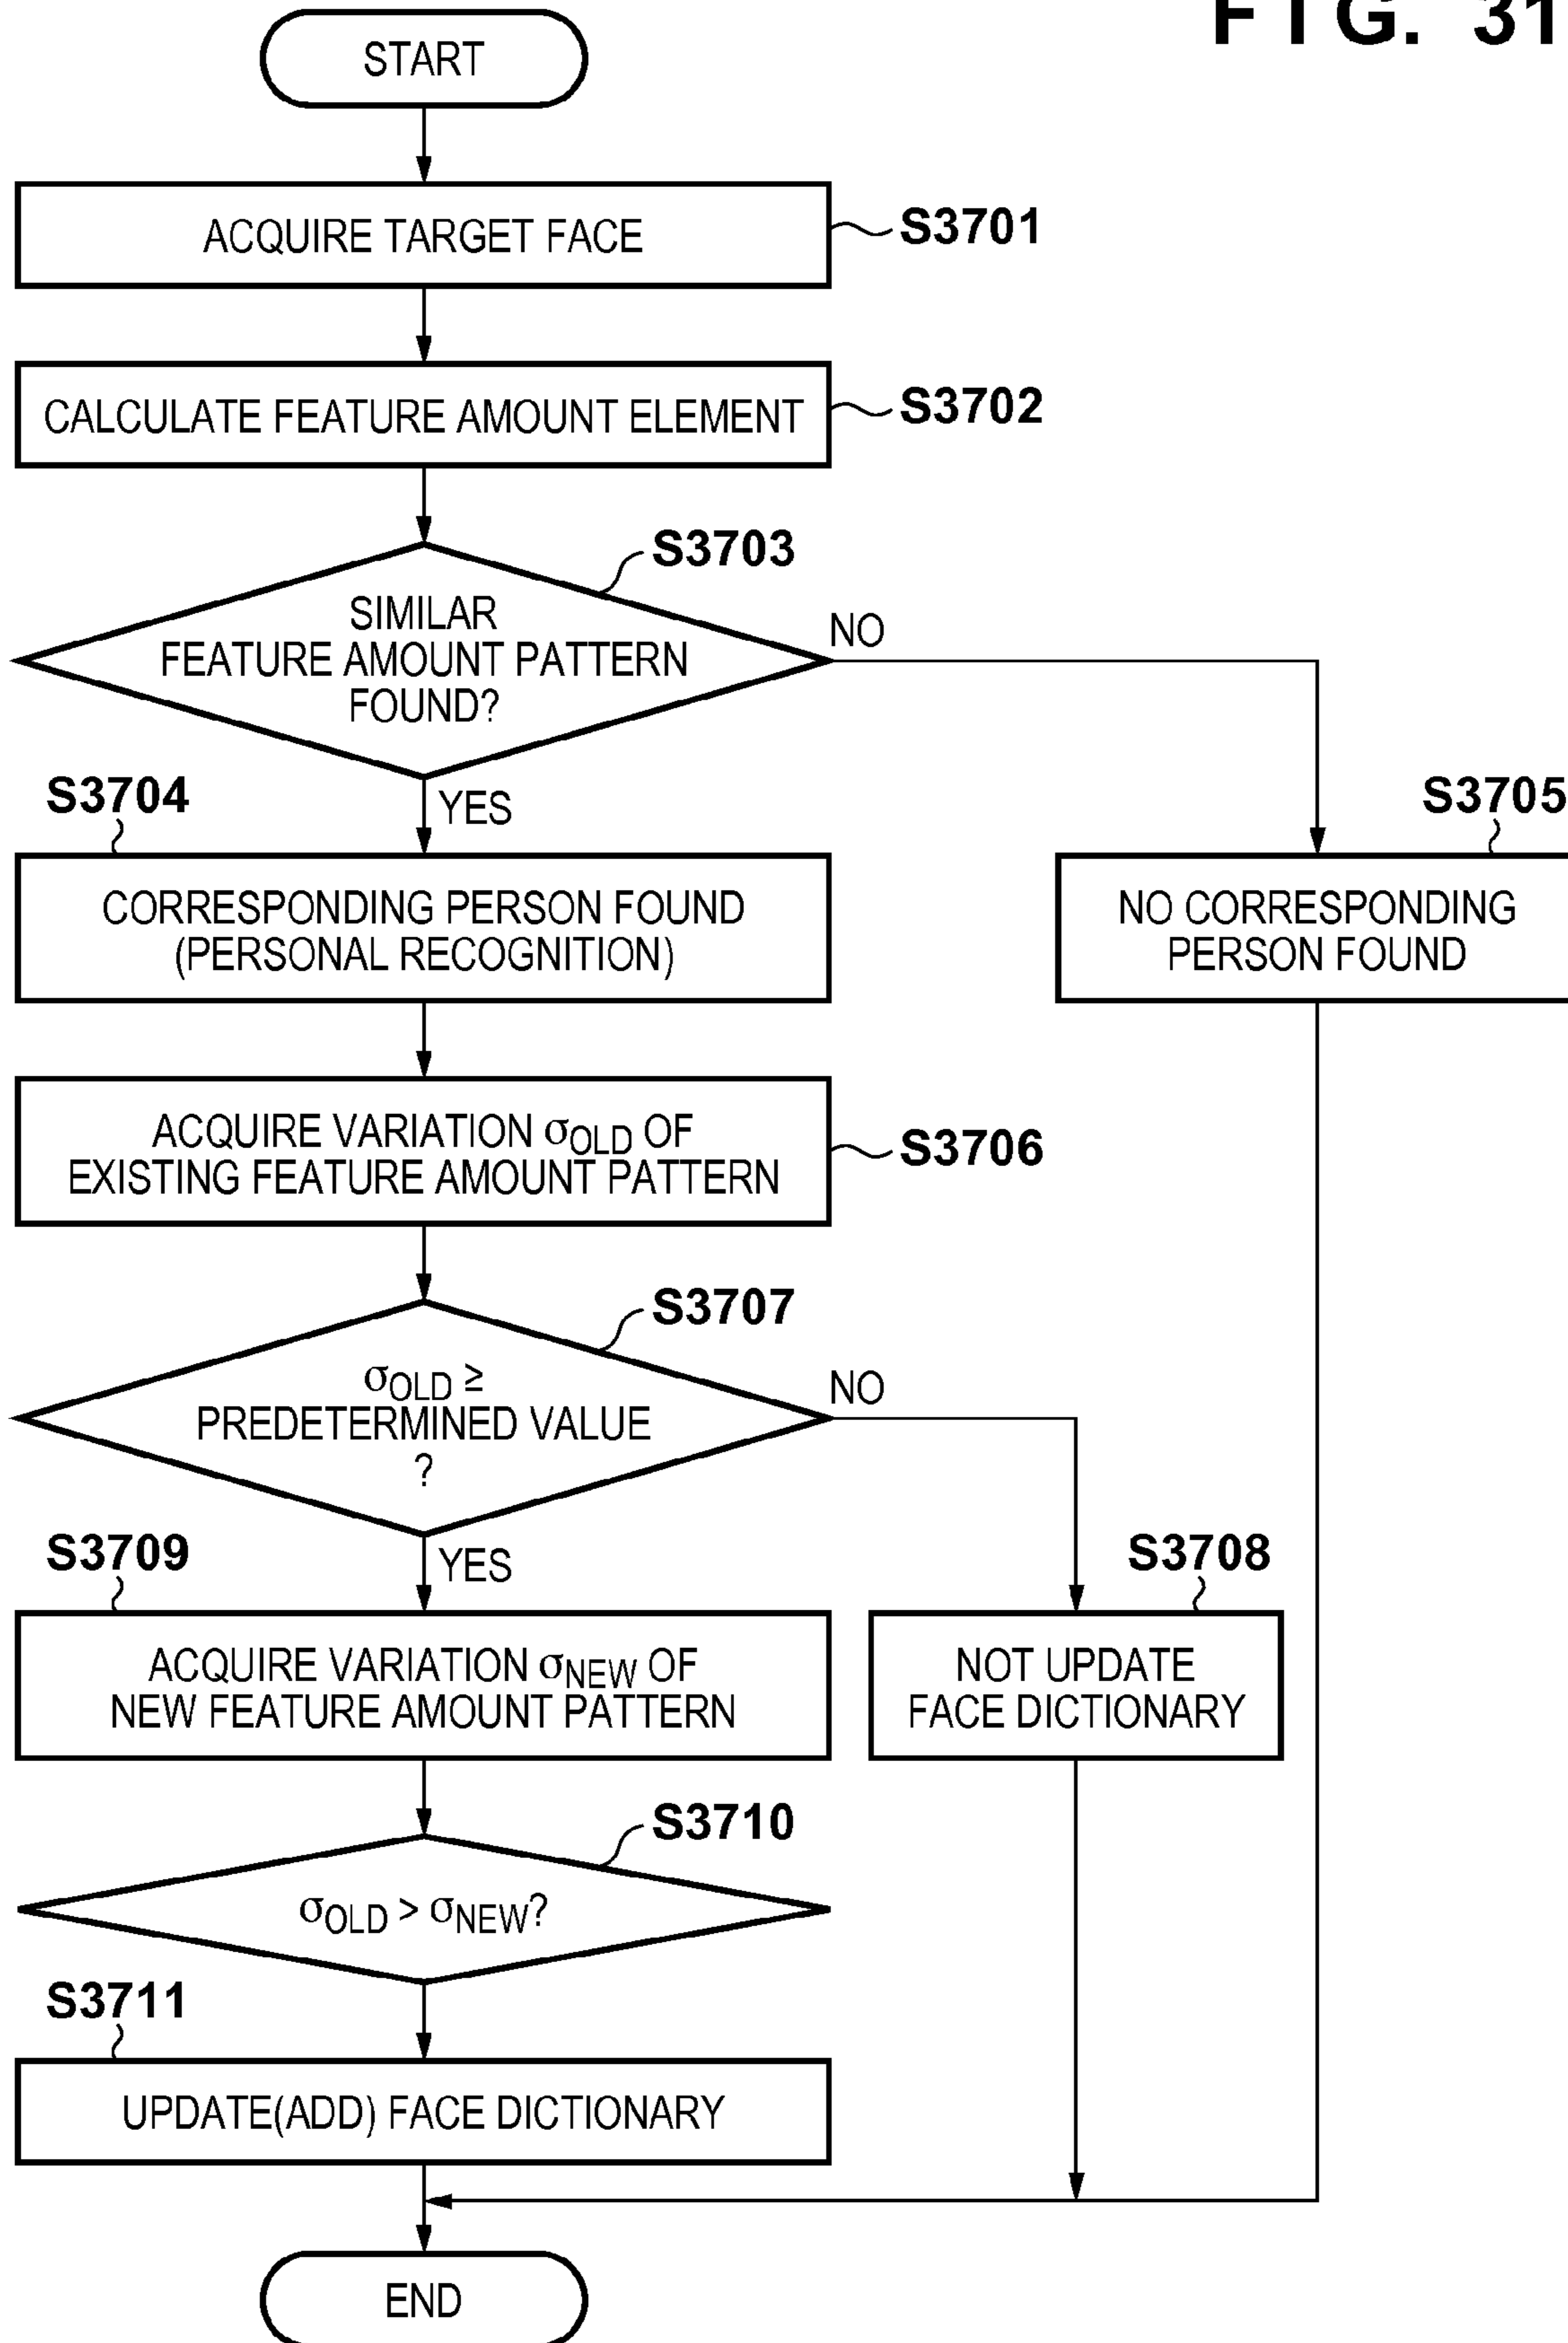 FIG. 31
START
ACQUIRE TARGET FACE
S3701
CALCULATE FEATURE AMOUNT ELEMENT
S3702
S3703
SIMILAR
FEATURE AMOUNT PATTERN
FOUND?
NO
YES
S3704
CORRESPONDING PERSON FOUND
(PERSONAL RECOGNITION)
S3705
NO CORRESPONDING
PERSON FOUND
ACQUIRE VARIATION σOLD OF
EXISTING FEATURE AMOUNT PATTERN
S3706
S3707
σOLD ≥
PREDETERMINED VALUE
?
NO
YES
S3709
ACQUIRE VARIATION σNEW OF
NEW FEATURE AMOUNT PATTERN
S3708
NOT UPDATE
FACE DICTIONARY
S3710
σOLD > σNEW?
S3711
UPDATE(ADD) FACE DICTIONARY
END